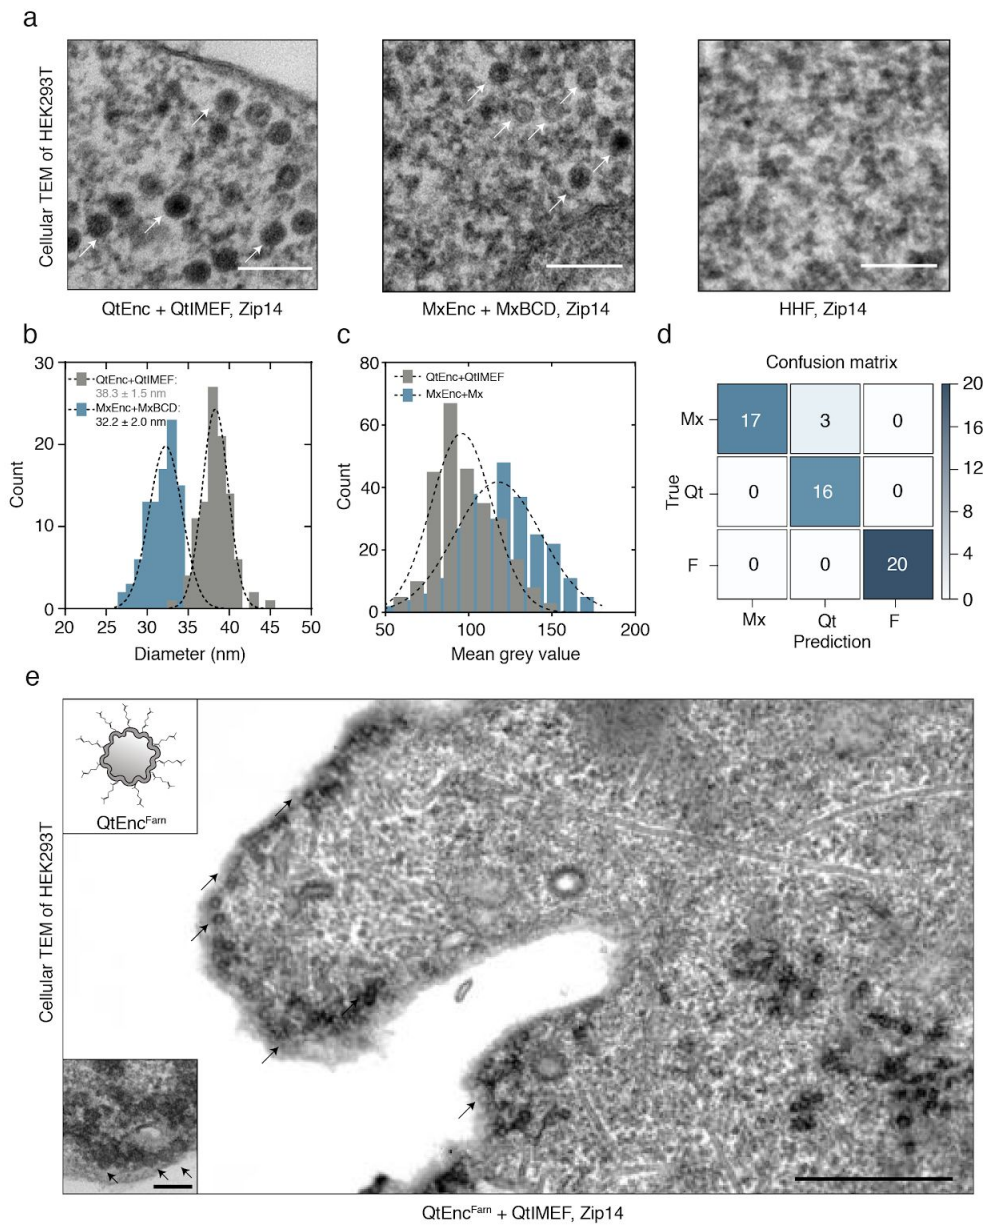 a
Cellular TEM of HEK293T
QtEnc + QtIMEF, Zip14
MxEnc + MxBCD, Zip14
HHF, Zip14
b
30
20
10
0
Count
20 25 30 35 40 45 50
Diameter (nm)
QtEnc+QtIMEF:
38.3 ± 1.5 nm
MxEnc+MxBCD:
32.2 ± 2.0 nm
c
80
60
40
20
0
Count
50 100 150 200
Mean grey value
QtEnc+QtIMEF
MxEnc+Mx
d
Confusion matrix
True
Mx 17 3 0
Qt 0 16 0
F 0 0 20
Mx Qt F
Prediction
20
16
12
8
4
0
e
Cellular TEM of HEK293T
QtEncFarn
QtEncFarn + QtIMEF, Zip14